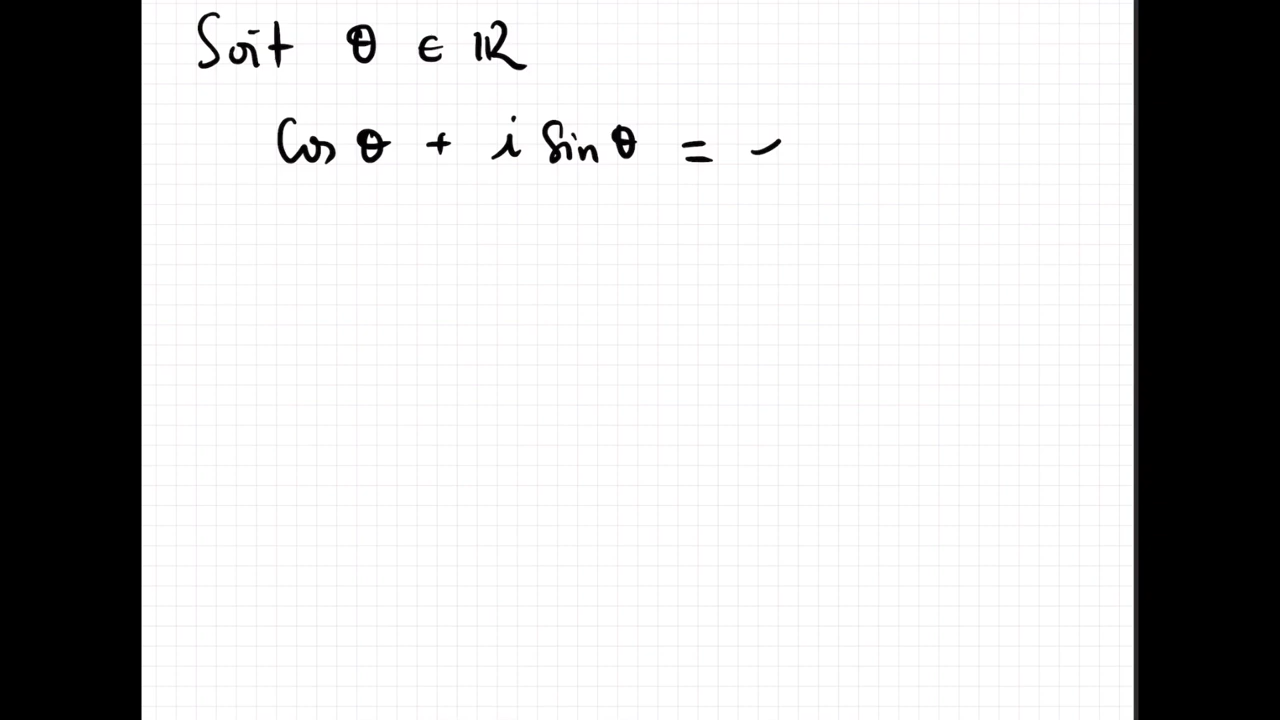 Soit θ ∈ ℝ
Cos θ + i Sin θ =